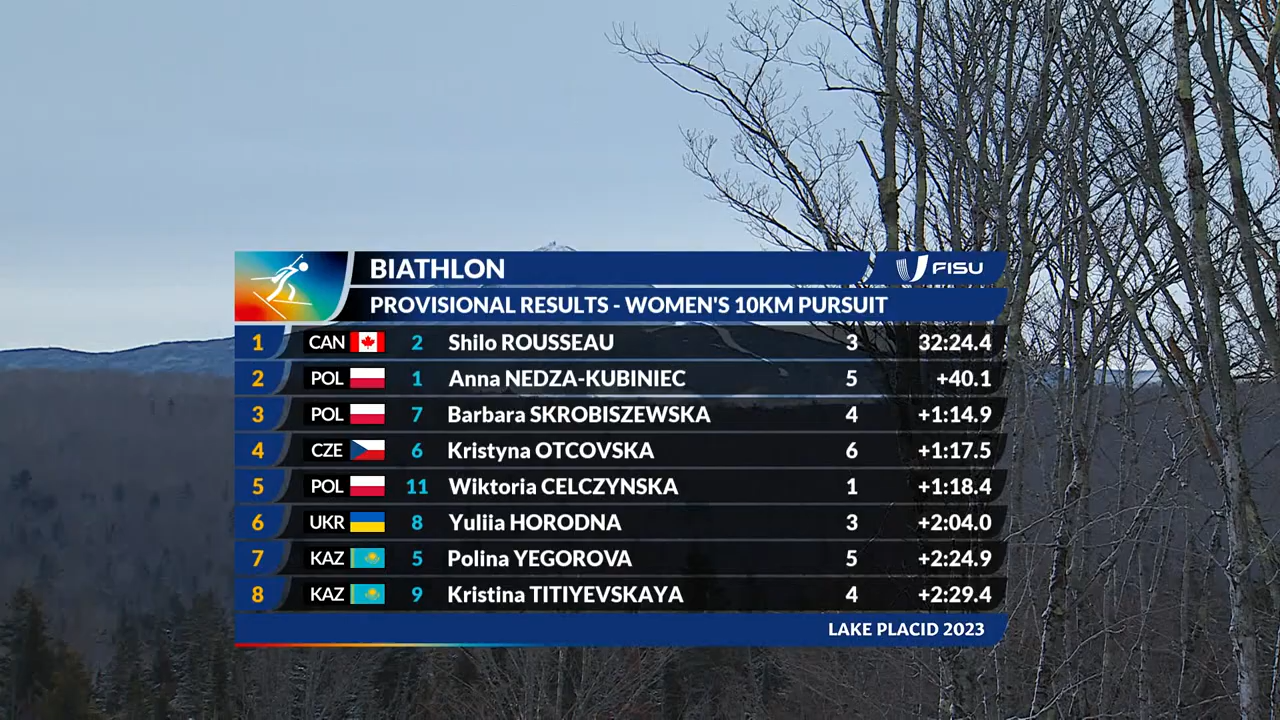 BIATHLON FISU
PROVISIONAL RESULTS - WOMEN'S 10KM PURSUIT
1 CAN 2 Shilo ROUSSEAU 3 32:24.4
2 POL 1 Anna NEDZA-KUBINIEC 5 +40.1
3 POL 7 Barbara SKROBISZEWSKA 4 +1:14.9
4 CZE 6 Kristyna OTCOVSKA 6 +1:17.5
5 POL 11 Wiktoria CELCZYNSKA 1 +1:18.4
6 UKR 8 Yuliia HORODNA 3 +2:04.0
7 KAZ 5 Polina YEGOROVA 5 +2:24.9
8 KAZ 9 Kristina TITIYEVSKAYA 4 +2:29.4
LAKE PLACID 2023